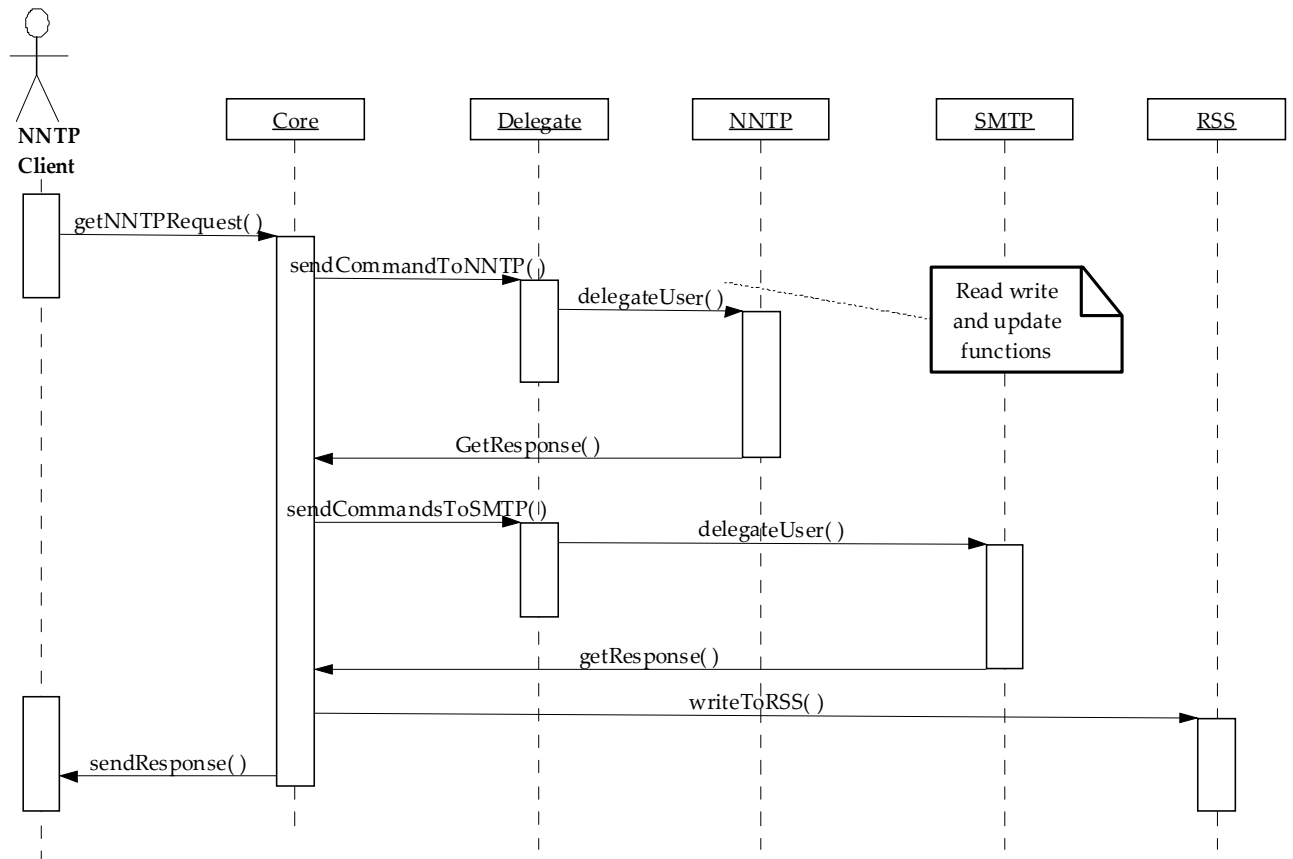 NNTP
Client
Core
Delegate
NNTP
SMTP
RSS
getNNTPRequest( )
sendCommandToNNTP( )
delegateUser( )
Read write
and update
functions
GetResponse( )
sendCommandsToSMTP( )
delegateUser( )
getResponse( )
writeToRSS( )
sendResponse( )